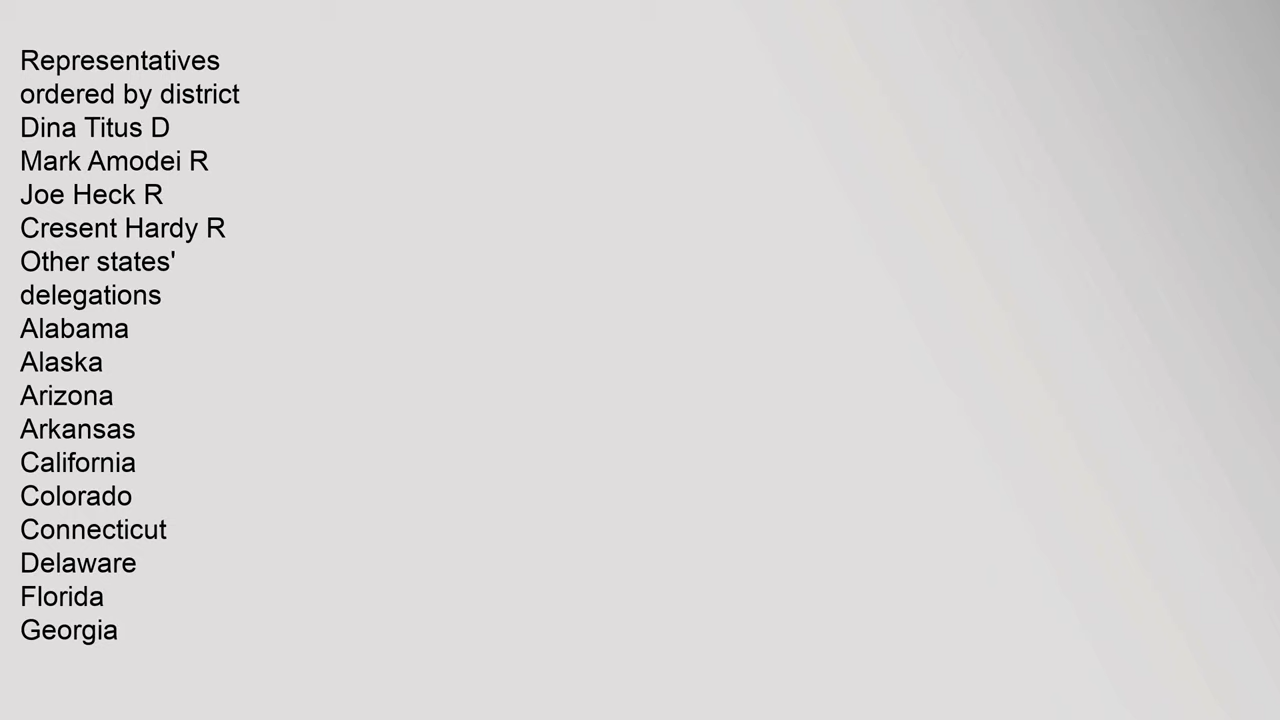 Representatives
ordered by district
Dina Titus D
Mark Amodei R
Joe Heck R
Cresent Hardy R
Other states'
delegations
Alabama
Alaska
Arizona
Arkansas
California
Colorado
Connecticut
Delaware
Florida
Georgia